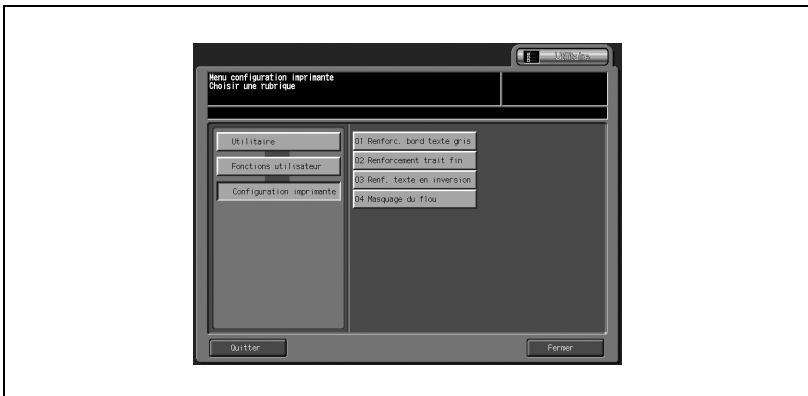 Utilitaire
Menu configuration imprimante
Choisir une rubrique
Utilitaire
Fonctions utilisateur
Configuration imprimante
01 Renforc. bord texte gris
02 Renforcement trait fin
03 Renf. texte en inversion
04 Masquage du flou
Quitter
Fermer